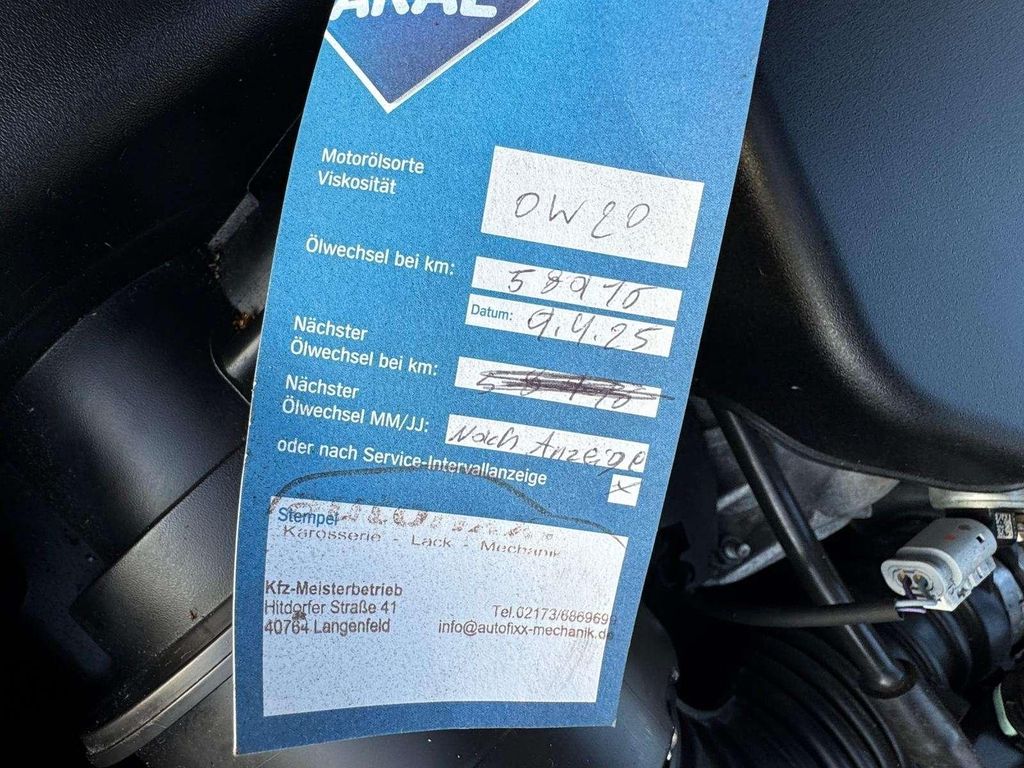 ARAL
Motorölsorte
Viskosität
0W20
Ölwechsel bei km:
58910
Datum: 9.4.25
Nächster
Ölwechsel bei km:
Nächster
Ölwechsel MM/JJ:
Nach Anzeige
oder nach Service-Intervallanzeige
x
Stempel
Karosserie - Lack - Mechanik
Kfz-Meisterbetrieb
Hitdorfer Straße 41
40764 Langenfeld
Tel.02173/686969
info@autofixx-mechanik.de